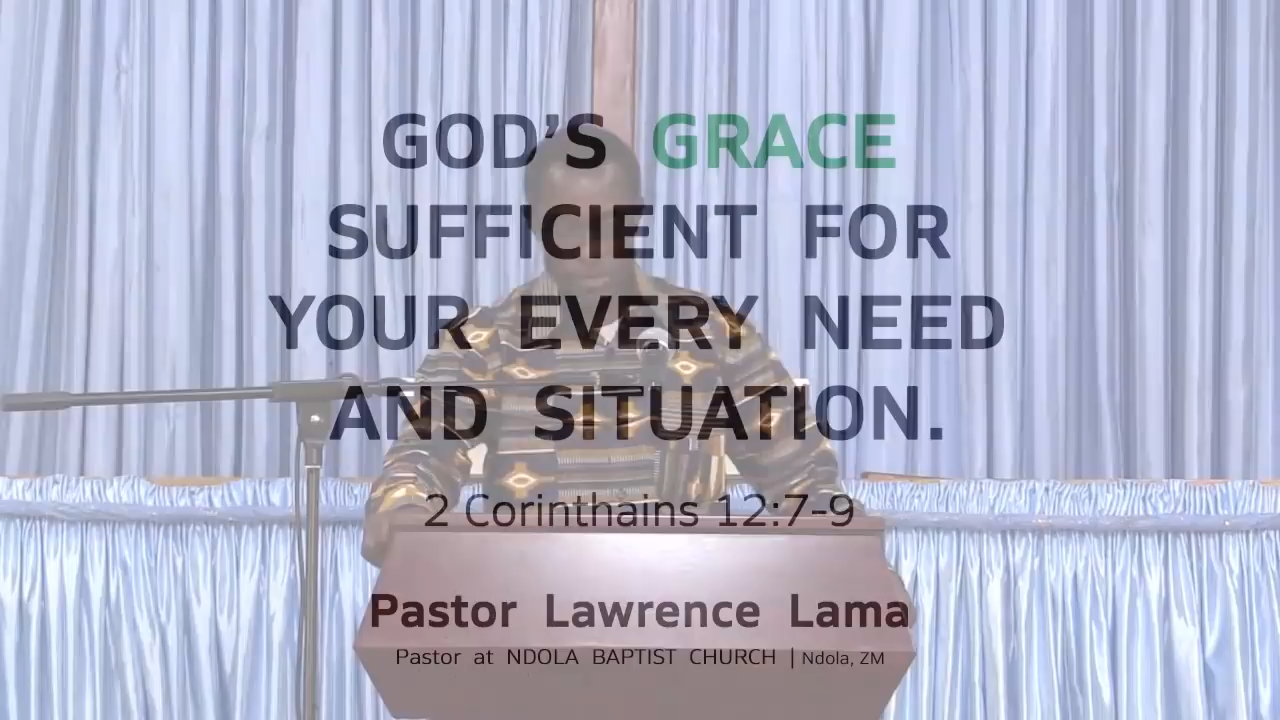 GOD'S GRACE
SUFFICIENT FOR
YOUR EVERY NEED
AND SITUATION.
2 Corinthains 12:7-9
Pastor Lawrence Lama
Pastor at NDOLA BAPTIST CHURCH | Ndola, ZM